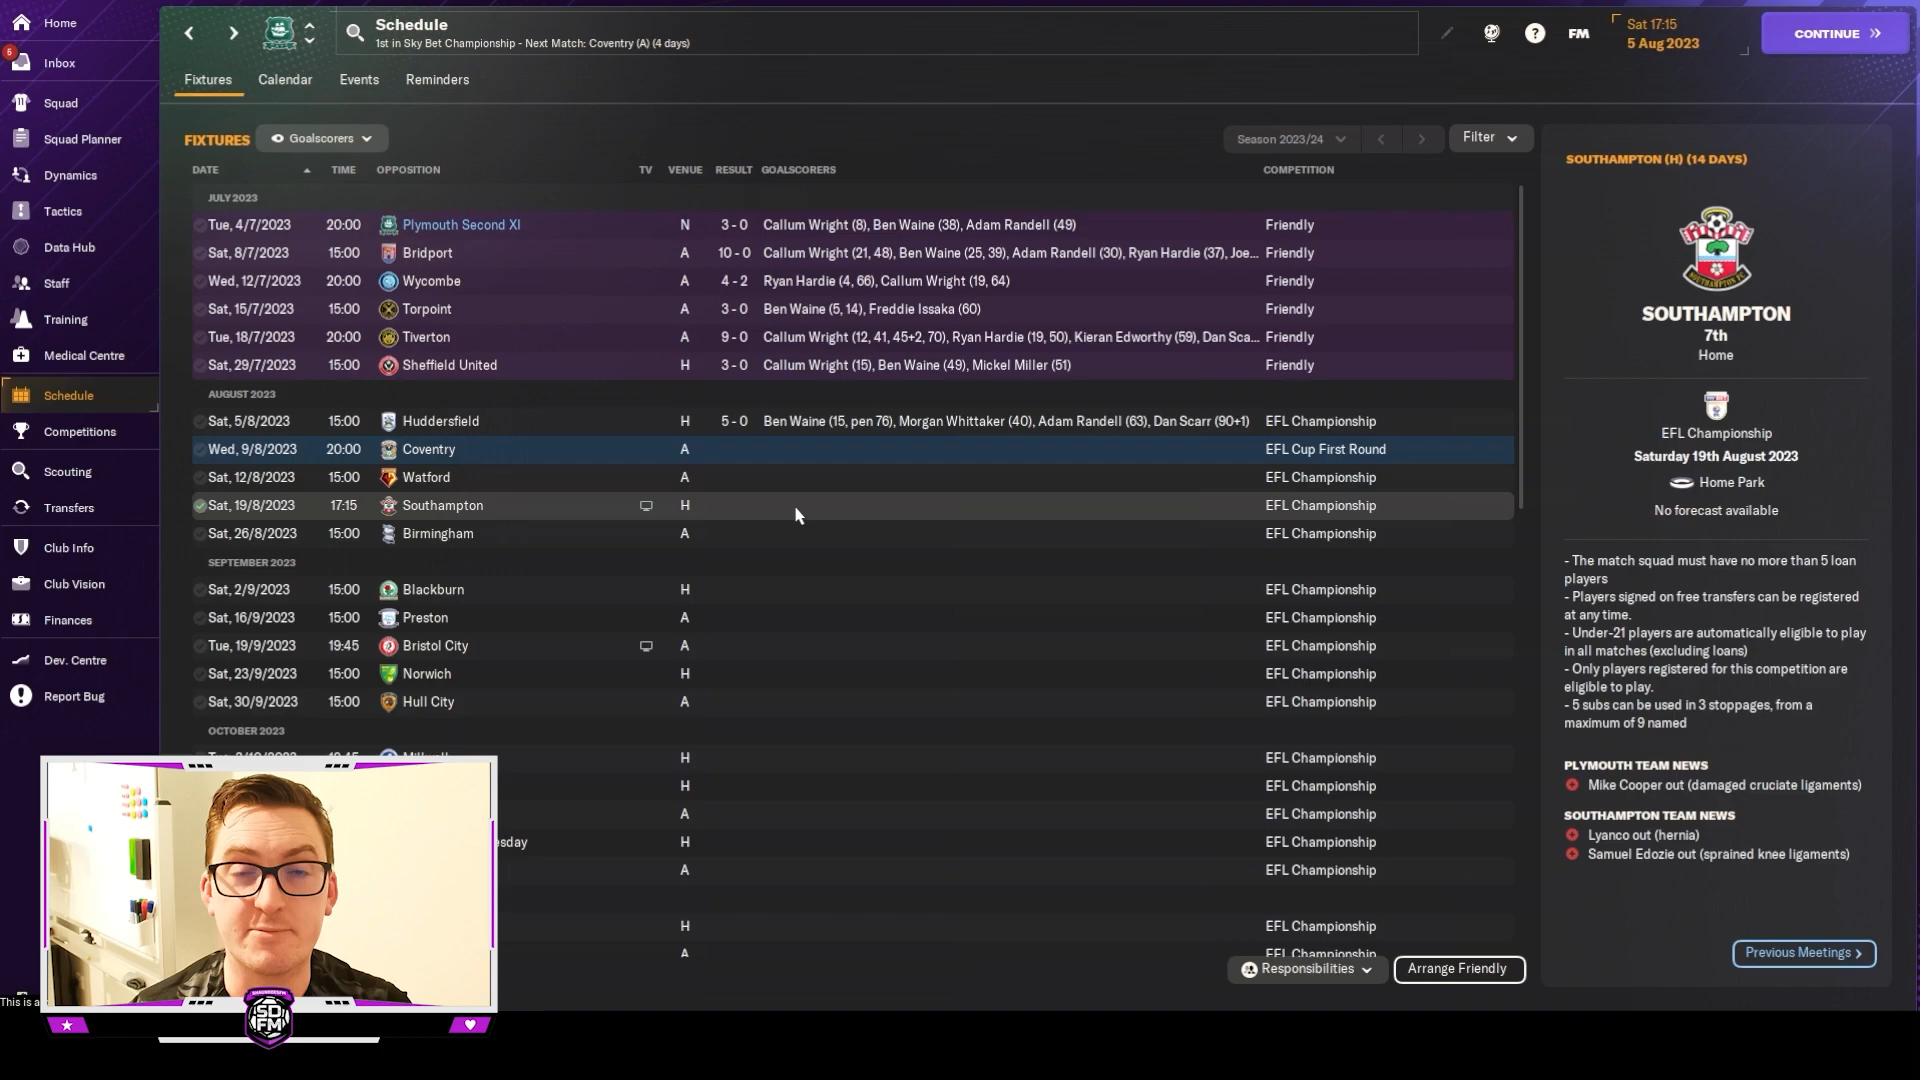 Home
6
Inbox
Squad
Squad Planner
Dynamics
Tactics
Data Hub
Staff
Training
Medical Centre
Schedule
Competitions
Scouting
Transfers
Club Info
Club Vision
Finances
Dev. Centre
Report Bug
Schedule
1st in Sky Bet Championship - Next Match: Coventry (A) (4 days)
FM
Sat 17:15
5 Aug 2023
CONTINUE
Fixtures Calendar Events Reminders
FIXTURES Goalscorers Season 2023/24 Filter
DATE TIME OPPOSITION TV VENUE RESULT GOALSCORERS COMPETITION
JULY 2023
Tue, 4/7/2023 20:00 Plymouth Second XI N 3 - 0 Callum Wright (8), Ben Waine (38), Adam Randell (49) Friendly
Sat, 8/7/2023 15:00 Bridport A 10 - 0 Callum Wright (21, 48), Ben Waine (25, 39), Adam Randell (30), Ryan Hardie (37), Joe... Friendly
Wed, 12/7/2023 20:00 Wycombe A 4 - 2 Ryan Hardie (4, 66), Callum Wright (19, 64) Friendly
Sat, 15/7/2023 15:00 Torpoint A 3 - 0 Ben Waine (5, 14), Freddie Issaka (60) Friendly
Tue, 18/7/2023 20:00 Tiverton A 9 - 0 Callum Wright (12, 41, 45+2, 70), Ryan Hardie (19, 50), Kieran Edworthy (59), Dan Sca... Friendly
Sat, 29/7/2023 15:00 Sheffield United H 3 - 0 Callum Wright (15), Ben Waine (49), Mickel Miller (51) Friendly
AUGUST 2023
Sat, 5/8/2023 15:00 Huddersfield H 5 - 0 Ben Waine (15, pen 76), Morgan Whittaker (40), Adam Randell (63), Dan Scarr (90+1) EFL Championship
Wed, 9/8/2023 20:00 Coventry A EFL Cup First Round
Sat, 12/8/2023 15:00 Watford A EFL Championship
Sat, 19/8/2023 17:15 Southampton H EFL Championship
Sat, 26/8/2023 15:00 Birmingham A EFL Championship
SEPTEMBER 2023
Sat, 2/9/2023 15:00 Blackburn H EFL Championship
Sat, 16/9/2023 15:00 Preston A EFL Championship
Tue, 19/9/2023 19:45 Bristol City A EFL Championship
Sat, 23/9/2023 15:00 Norwich H EFL Championship
Sat, 30/9/2023 15:00 Hull City A EFL Championship
OCTOBER 2023
H EFL Championship
H EFL Championship
A EFL Championship
esday H EFL Championship
A EFL Championship
H EFL Championship
A EFL Championship
Responsibilities Arrange Friendly
SOUTHAMPTON (H) (14 DAYS)
SOUTHAMPTON
7th
Home
EFL Championship
Saturday 19th August 2023
Home Park
No forecast available
- The match squad must have no more than 5 loan
players
- Players signed on free transfers can be registered
at any time.
- Under-21 players are automatically eligible to play
in all matches (excluding loans)
- Only players registered for this competition are
eligible to play.
- 5 subs can be used in 3 stoppages, from a
maximum of 9 named
PLYMOUTH TEAM NEWS
Mike Cooper out (damaged cruciate ligaments)
SOUTHAMPTON TEAM NEWS
Lyanco out (hernia)
Samuel Edozie out (sprained knee ligaments)
Previous Meetings
This is a
SD
FM